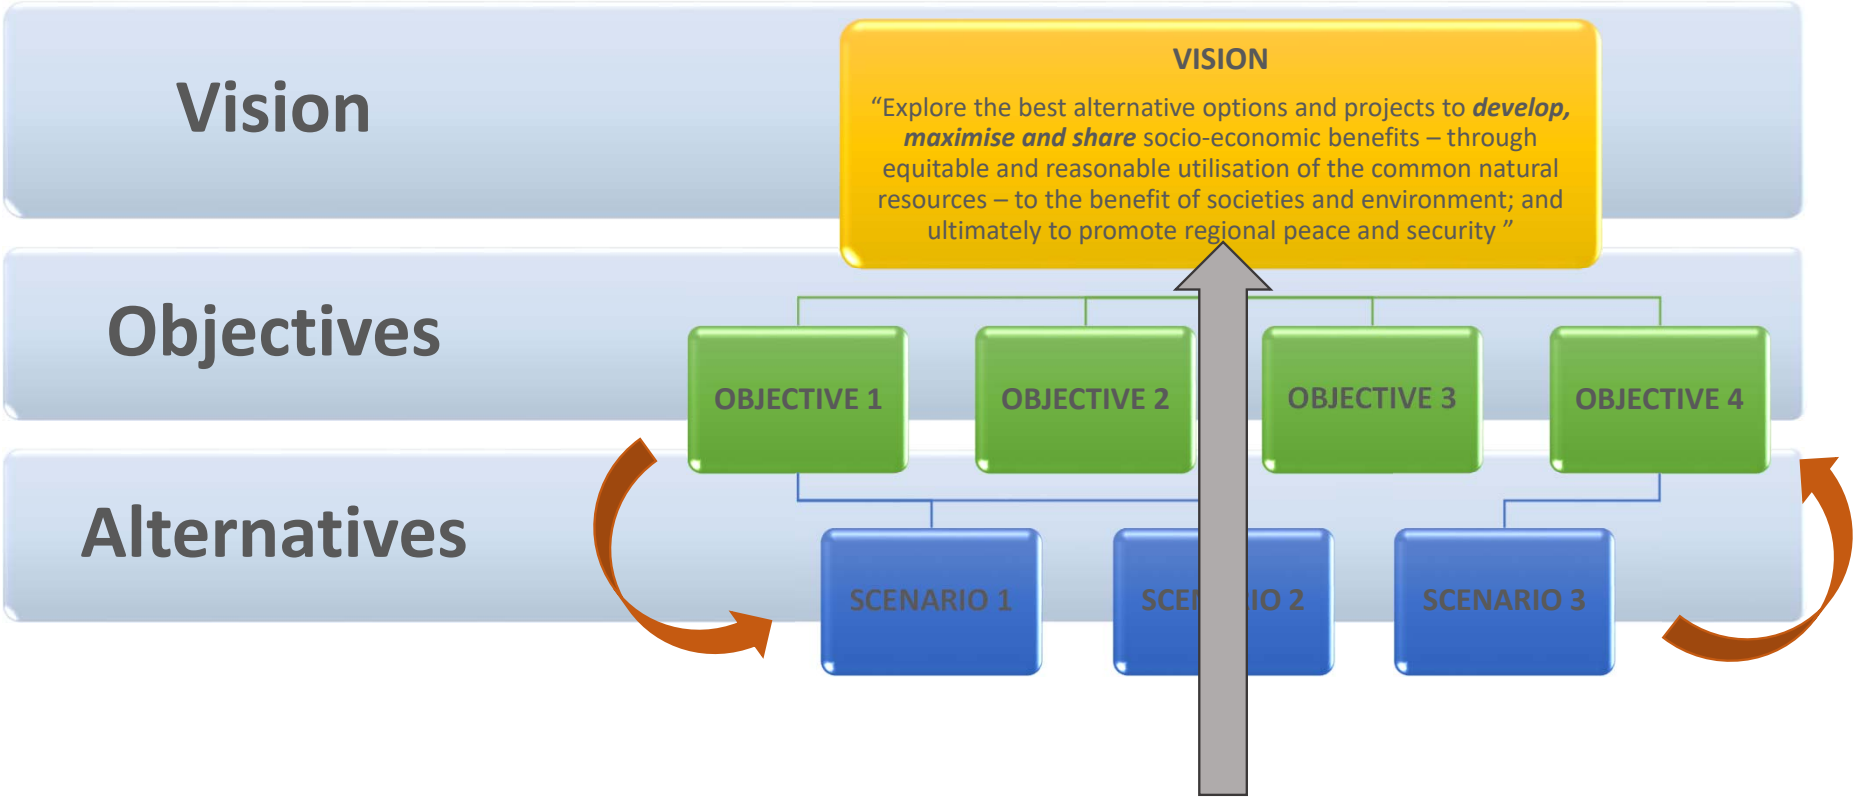 Vision
VISION
“Explore the best alternative options and projects to develop,
maximise and share socio-economic benefits – through
equitable and reasonable utilisation of the common natural
resources – to the benefit of societies and environment; and
ultimately to promote regional peace and security ”
Objectives
OBJECTIVE 1
OBJECTIVE 2
OBJECTIVE 3
OBJECTIVE 4
Alternatives
SCENARIO 1
SCENARIO 2
SCENARIO 3